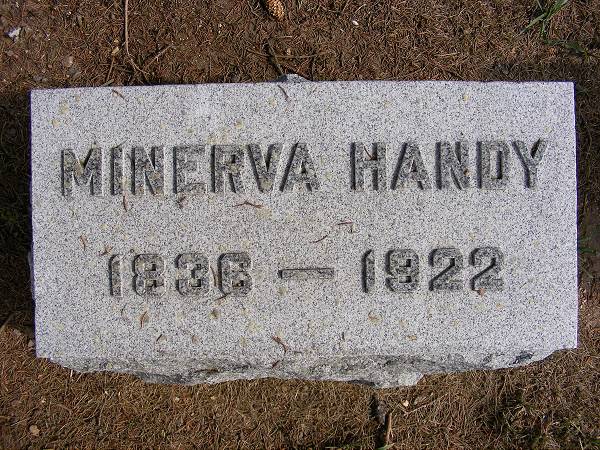 MINERVA HANDY
1836 — 1922